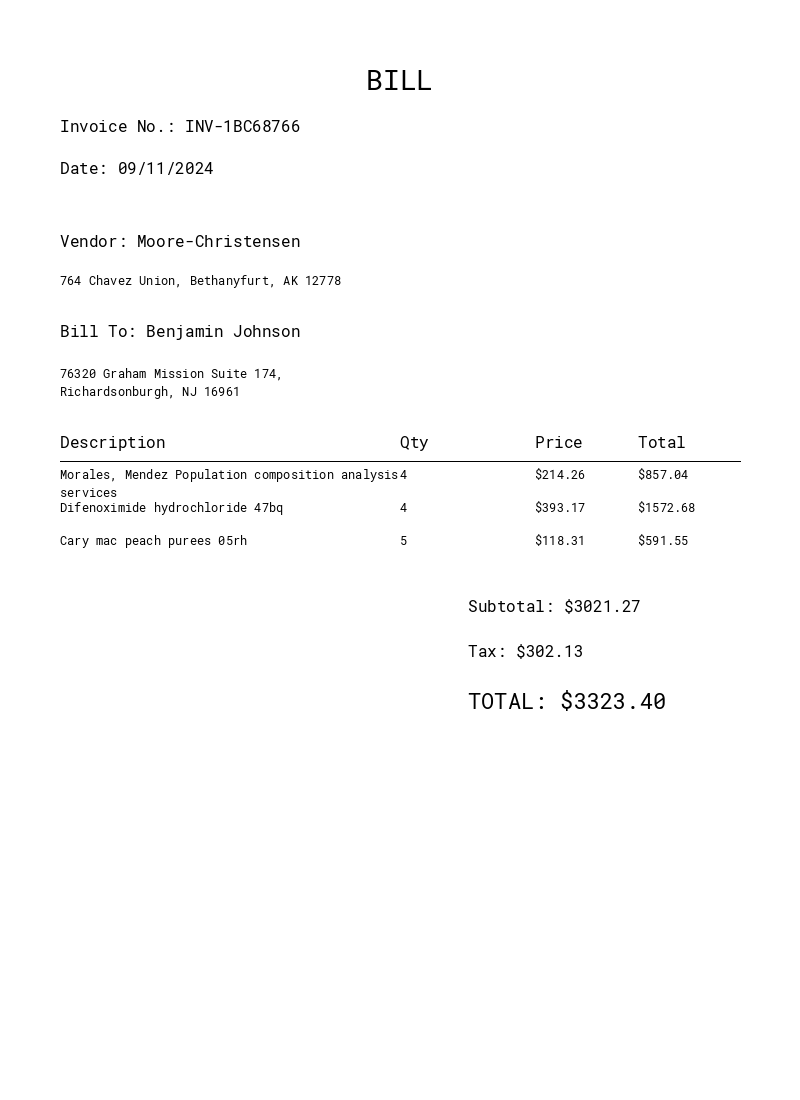 BILL
Invoice No.: INV-1BC68766
Date: 09/11/2024
Vendor: Moore-Christensen
764 Chavez Union, Bethanyfurt, AK 12778
Bill To: Benjamin Johnson
76320 Graham Mission Suite 174,
Richardsonburgh, NJ 16961
Description Qty Price Total
Morales, Mendez Population composition analysis 4 $214.26 $857.04
services
Difenoximide hydrochloride 47bq 4 $393.17 $1572.68
Cary mac peach purees 05rh 5 $118.31 $591.55
Subtotal: $3021.27
Tax: $302.13
TOTAL: $3323.40